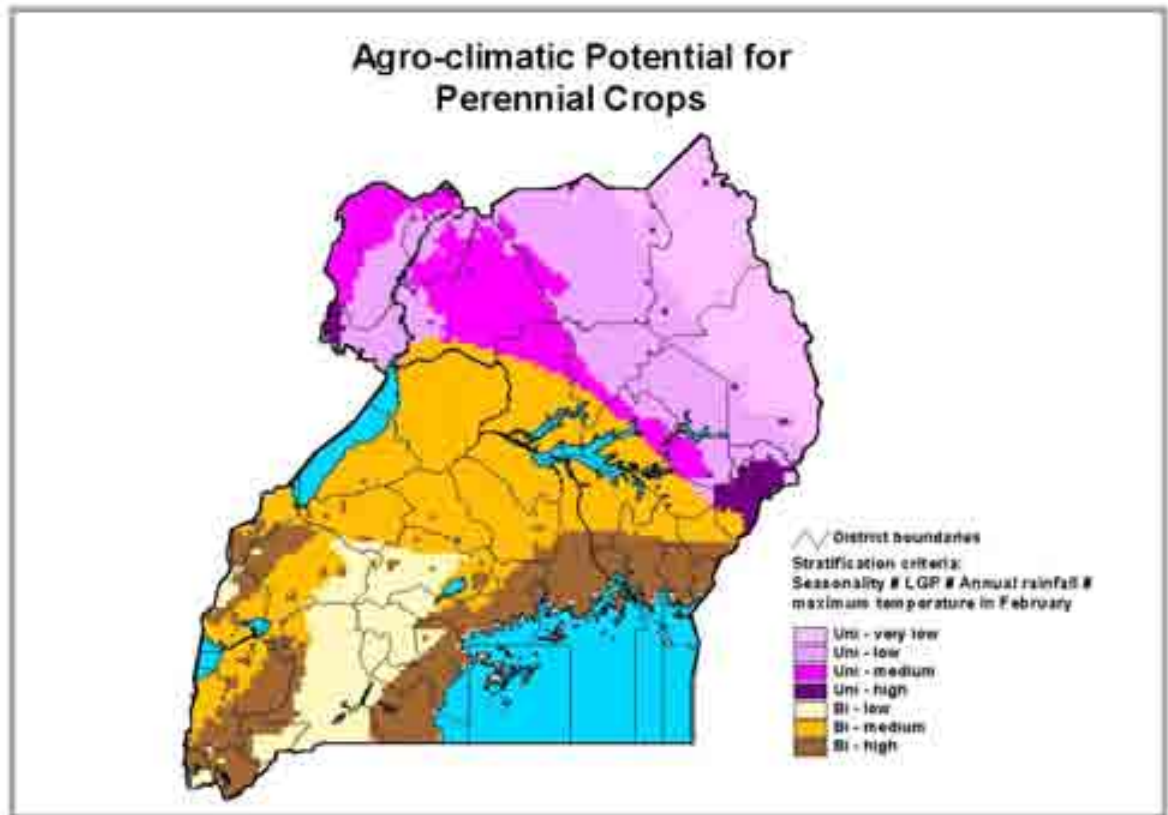 Agro-climatic Potential for
Perennial Crops
District boundaries
Stratification criteria:
Seasonality # LGP # Annual rainfall #
maximum temperature in February
Uni - very low
Uni - low
Uni - medium
Uni - high
Bi - low
Bi - medium
Bi - high